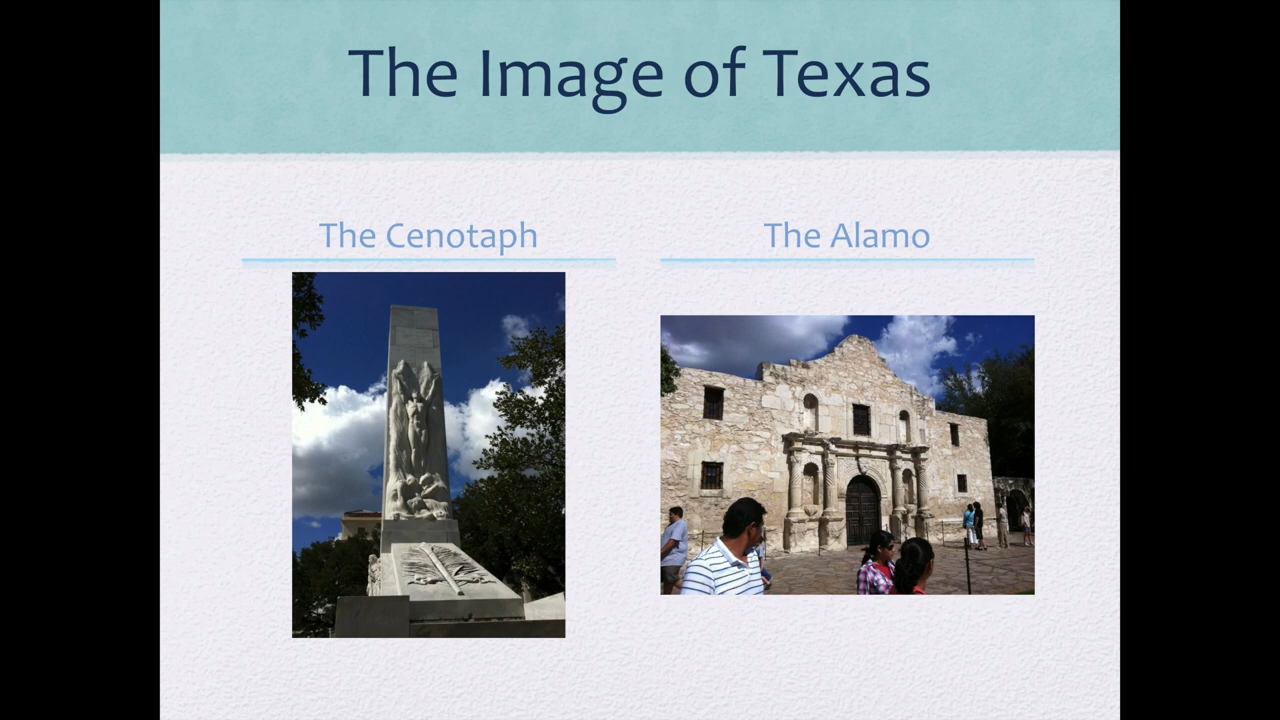 The Image of Texas
The Cenotaph
The Alamo